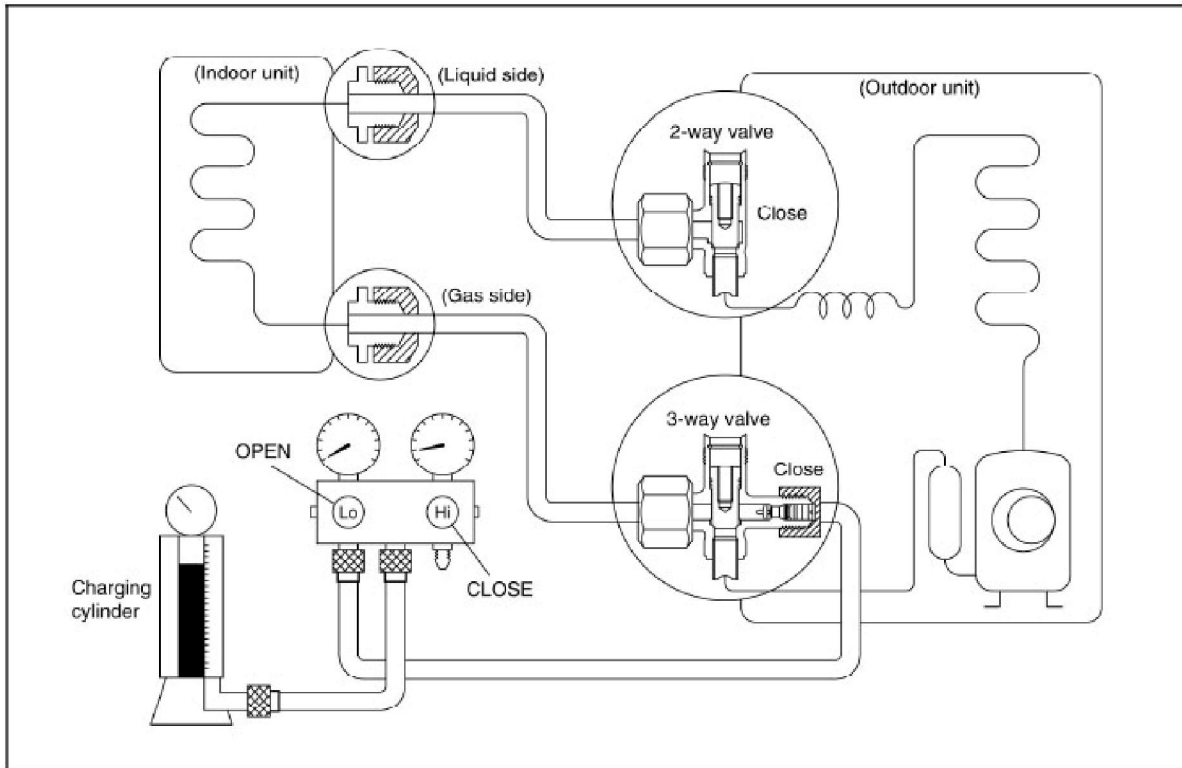 (Indoor unit)
(Liquid side)
(Outdoor unit)
2-way valve
Close
(Gas side)
3-way valve
Close
OPEN
Lo
Hi
CLOSE
Charging
cylinder